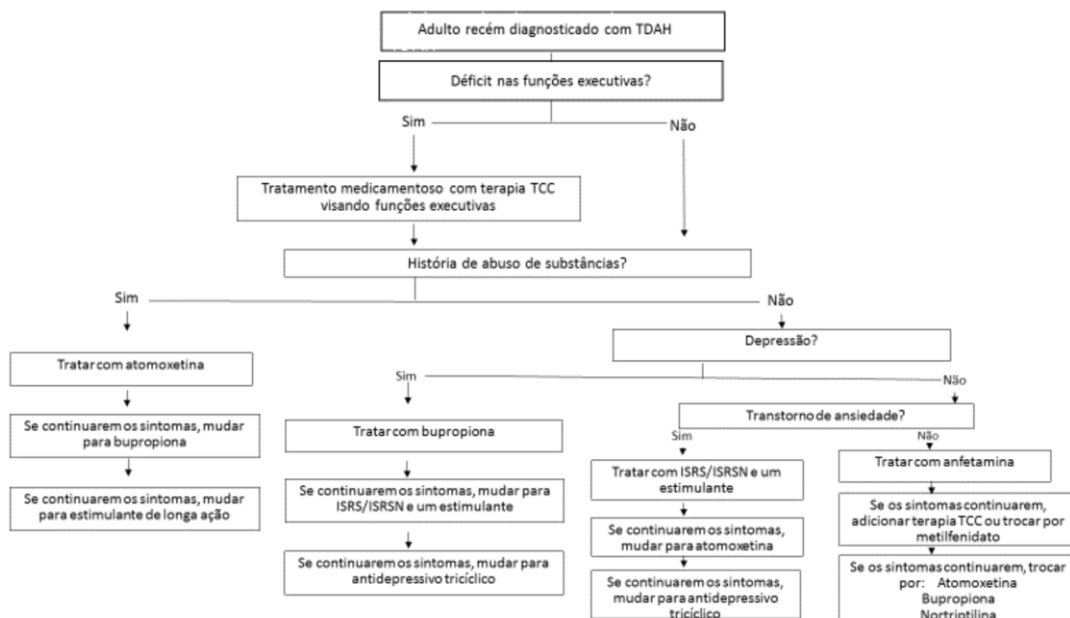 Adulto recém diagnosticado com TDAH
Déficit nas funções executivas?
Sim
Não
Tratamento medicamentoso com terapia TCC
visando funções executivas
História de abuso de substâncias?
Sim
Não
Tratar com atomoxetina
Se continuarem os sintomas, mudar
para bupropiona
Se continuarem os sintomas, mudar
para estimulante de longa ação
Depressão?
Sim
Não
Tratar com bupropiona
Se continuarem os sintomas, mudar para
ISRS/ISRSN e um estimulante
Se continuarem os sintomas, mudar para
antidepressivo tricíclico
Transtorno de ansiedade?
Sim
Não
Tratar com ISRS/ISRSN e um
estimulante
Se continuarem os sintomas,
mudar para atomoxetina
Se continuarem os sintomas,
mudar para antidepressivo
tricíclico
Tratar com anfetamina
Se os sintomas continuarem,
adicionar terapia TCC ou trocar por
metilfenidato
Se os sintomas continuarem, trocar
por: Atomoxetina
Bupropiona
Nortriptilina